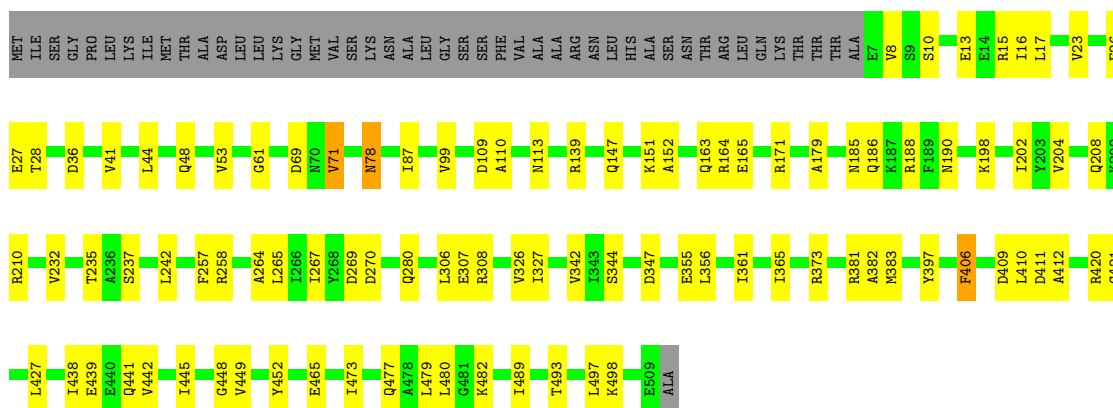 MET ILE SER GLY PRO LEU LYS ILE MET THR ALA ASP LEU LEU LYS GLY MET VAL SER LYS SER ASN ALA LEU GLY SER SER PHE VAL ALA ALA ARG ASN LEU HIS ALA SER ASN THR ARG LEU GLN LYS THR THR THR ALA E7 V8 S9 S10 E13 E14 R15 I16 L17 V23
E27 T28 D36 V41 L44 Q48 V53 G61 D69 N70 V71 N78 I87 V99 D109 A110 N113 R139 Q147 K151 A152 Q163 R164 E165 R171 A179 N185 Q186 K187 R188 F189 N190 K198 I202 Y203 V204 Q208
R210 V232 T235 A236 S237 L242 F257 R258 A264 L265 I266 I267 Y268 D269 D270 Q280 L306 E307 R308 V326 I327 V342 I343 S344 D347 E355 L356 I361 I365 R373 R381 A382 M383 Y397 F406 D409 L410 D411 A412 R420
L427 I438 E439 E440 Q441 V442 I445 G448 V449 Y452 E465 I473 Q477 A478 L479 L480 G481 K482 I489 T493 L497 K498 E509 ALA